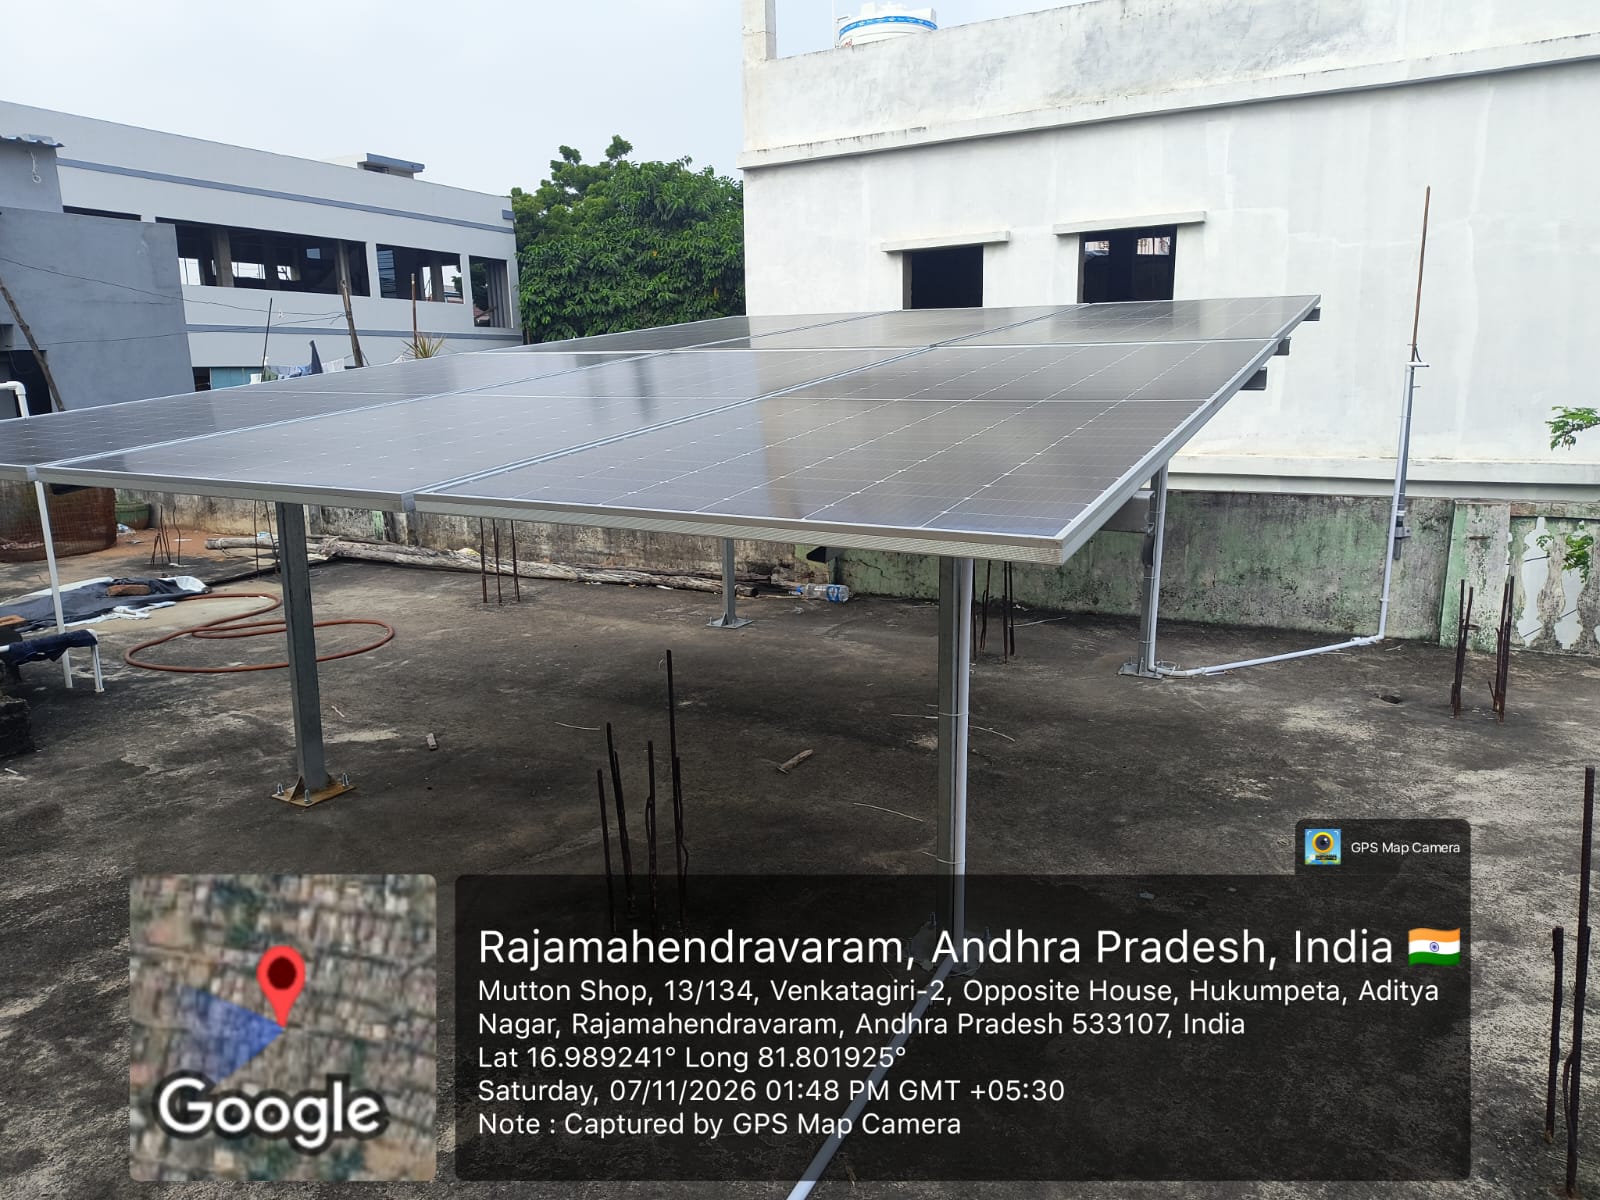 GPS Map Camera
Rajamahendravaram, Andhra Pradesh, India 🇮🇳
Mutton Shop, 13/134, Venkatagiri-2, Opposite House, Hukumpeta, Aditya
Nagar, Rajamahendravaram, Andhra Pradesh 533107, India
Lat 16.989241° Long 81.801925°
Saturday, 07/11/2026 01:48 PM GMT +05:30
Note : Captured by GPS Map Camera
Google